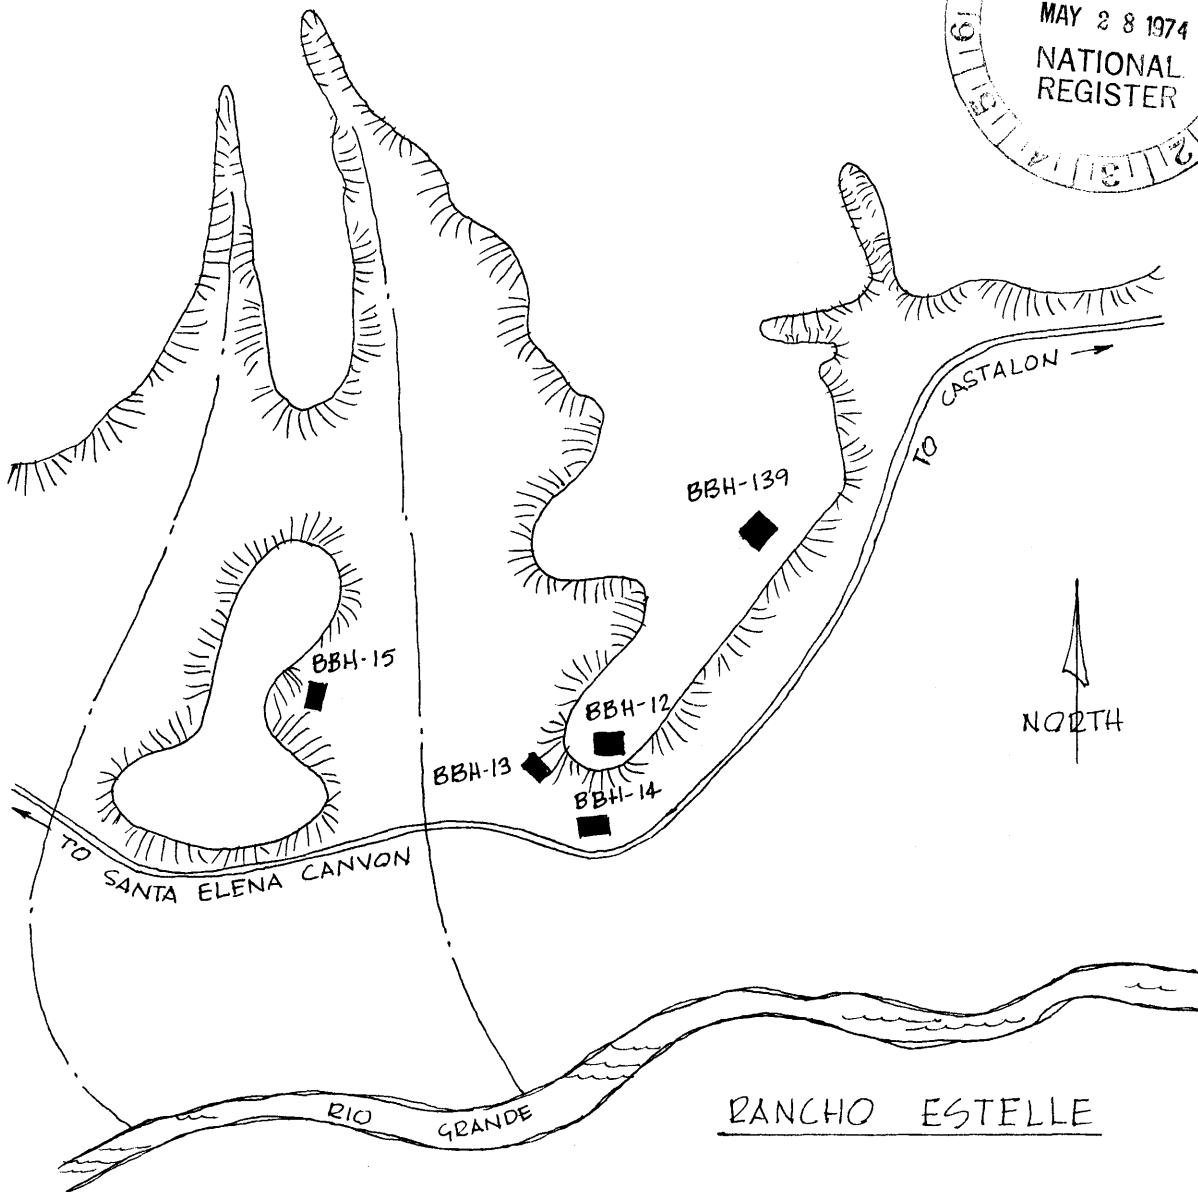 MAY 28 1974
NATIONAL
REGISTER
TO CASTALON
BBH-139
BBH-15
BBH-12
NORTH
BBH-13
BBH-14
TO SANTA ELENA CANYON
RIO GRANDE
RANCHO ESTELLE